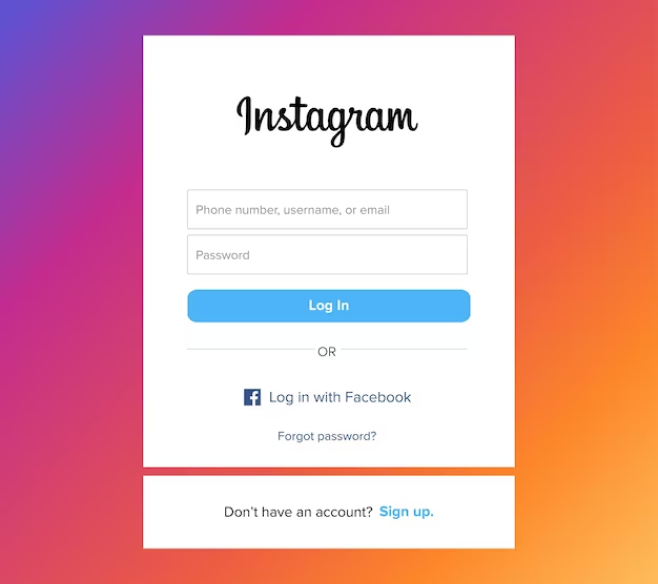 Instagram
Phone number, username, or email
Password
Log In
OR
Log in with Facebook
Forgot password?
Don't have an account? Sign up.